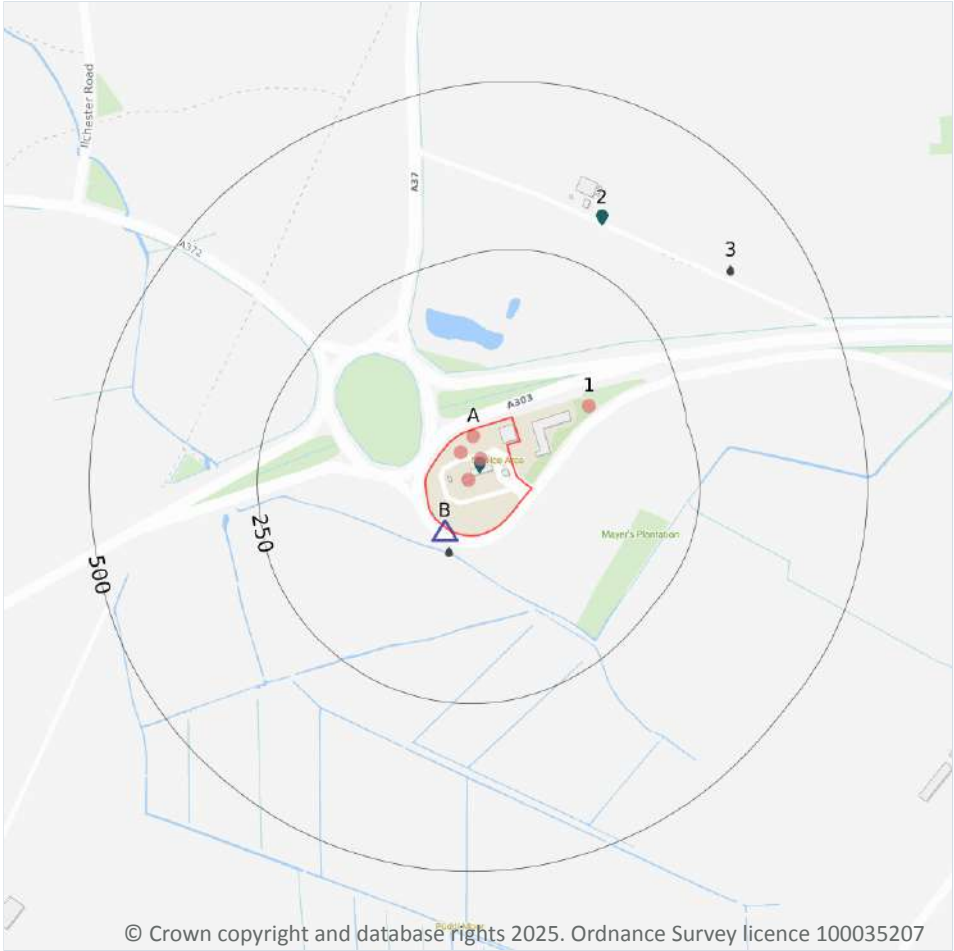 Ilchester Road
A37
2
A372
3
1
A303
A
B
250
Mayer's Plantation
500
© Crown copyright and database rights 2025. Ordnance Survey licence 100035207